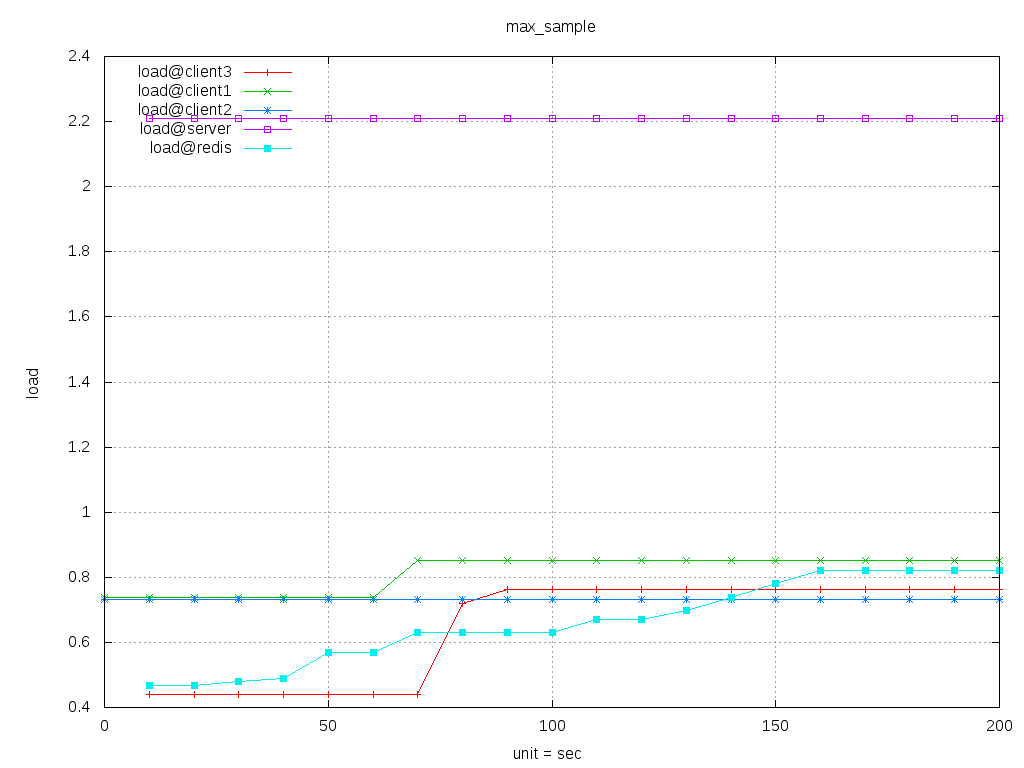 max_sample
2.4
2.2
2
1.8
1.6
1.4
1.2
1
0.8
0.6
0.4
load
load@client3
load@client1
load@client2
load@server
load@redis
0 50 100 150 200
unit = sec